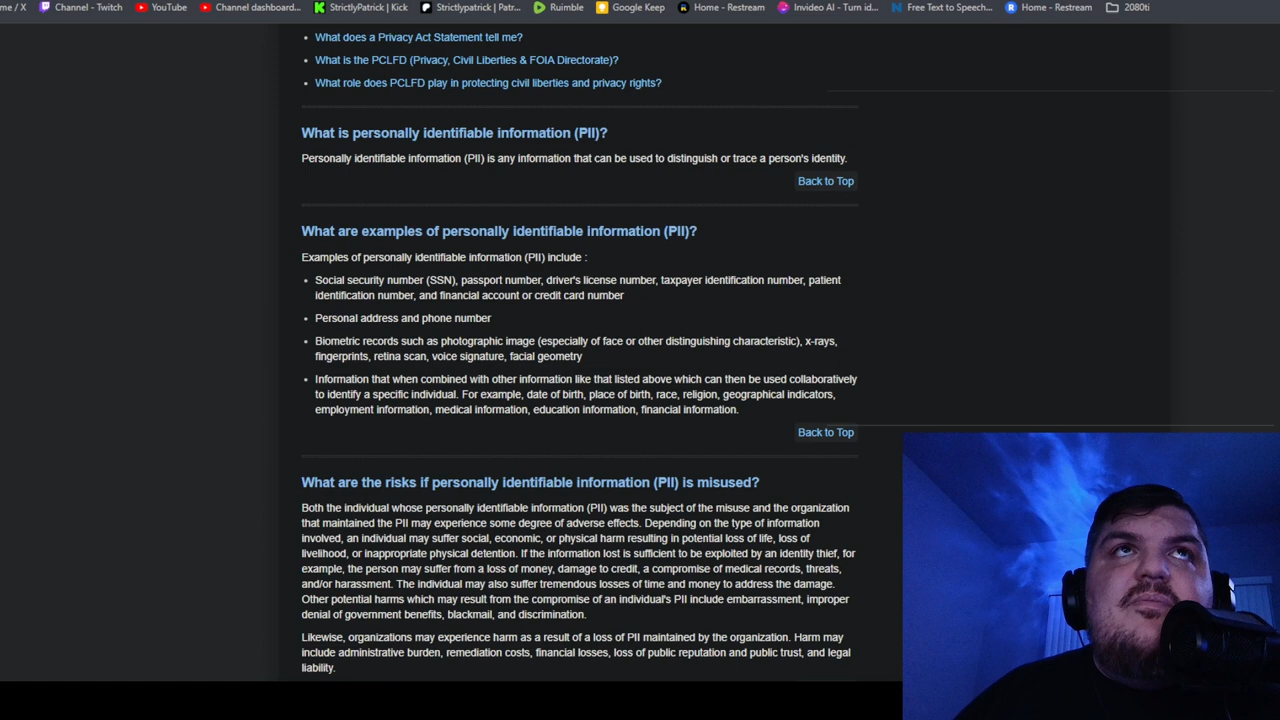 me / X
Channel - Twitch
YouTube
Channel dashboard...
StrictlyPatrick | Kick
Strictlypatrick | Patr...
Rumble
Google Keep
Home - Restream
Invideo AI - Turn id...
Free Text to Speech...
Home - Restream
2080ti
What does a Privacy Act Statement tell me?
What is the PCLFD (Privacy, Civil Liberties & FOIA Directorate)?
What role does PCLFD play in protecting civil liberties and privacy rights?
What is personally identifiable information (PII)?
Personally identifiable information (PII) is any information that can be used to distinguish or trace a person's identity.
Back to Top
What are examples of personally identifiable information (PII)?
Examples of personally identifiable information (PII) include :
Social security number (SSN), passport number, driver's license number, taxpayer identification number, patient
identification number, and financial account or credit card number
Personal address and phone number
Biometric records such as photographic image (especially of face or other distinguishing characteristic), x-rays,
fingerprints, retina scan, voice signature, facial geometry
Information that when combined with other information like that listed above which can then be used collaboratively
to identify a specific individual. For example, date of birth, place of birth, race, religion, geographical indicators,
employment information, medical information, education information, financial information.
Back to Top
What are the risks if personally identifiable information (PII) is misused?
Both the individual whose personally identifiable information (PII) was the subject of the misuse and the organization
that maintained the PII may experience some degree of adverse effects. Depending on the type of information
involved, an individual may suffer social, economic, or physical harm resulting in potential loss of life, loss of
livelihood, or inappropriate physical detention. If the information lost is sufficient to be exploited by an identity thief, for
example, the person may suffer from a loss of money, damage to credit, a compromise of medical records, threats,
and/or harassment. The individual may also suffer tremendous losses of time and money to address the damage.
Other potential harms which may result from the compromise of an individual's PII include embarrassment, improper
denial of government benefits, blackmail, and discrimination.
Likewise, organizations may experience harm as a result of a loss of PII maintained by the organization. Harm may
include administrative burden, remediation costs, financial losses, loss of public reputation and public trust, and legal
liability.